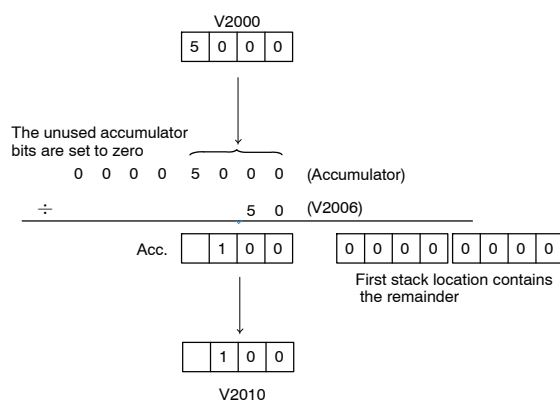 V2000
5 0 0 0
The unused accumulator
bits are set to zero
0 0 0 0 5 0 0 0 (Accumulator)
÷ 5 0 (V2006)
Acc. 1 0 0 0 0 0 0 0 0 0 0
First stack location contains
the remainder
1 0 0
V2010